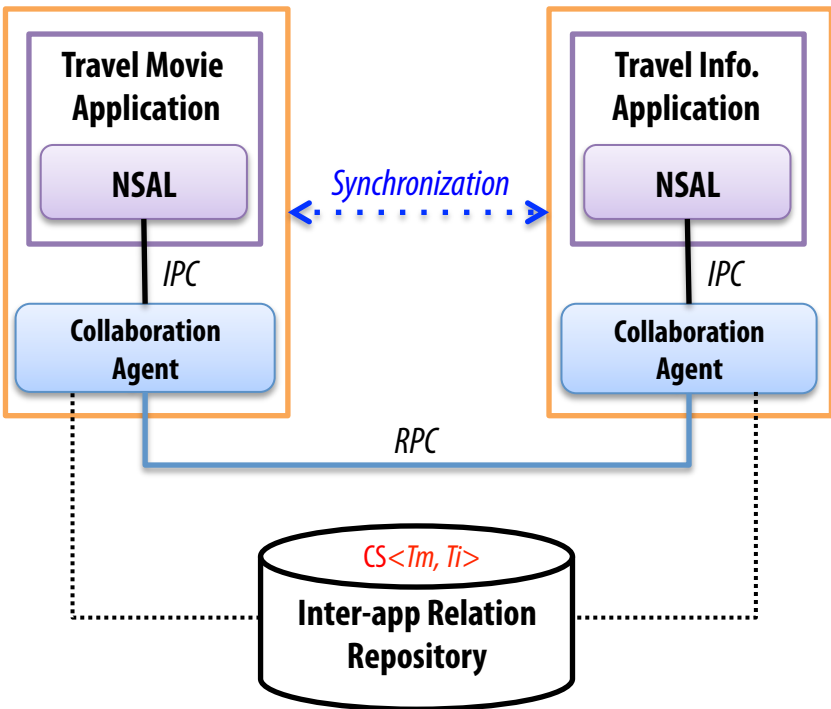 Travel Movie
Application
NSAL
IPC
Collaboration
Agent
Synchronization
Travel Info.
Application
NSAL
IPC
Collaboration
Agent
RPC
CS<Tm, Ti>
Inter-app Relation
Repository